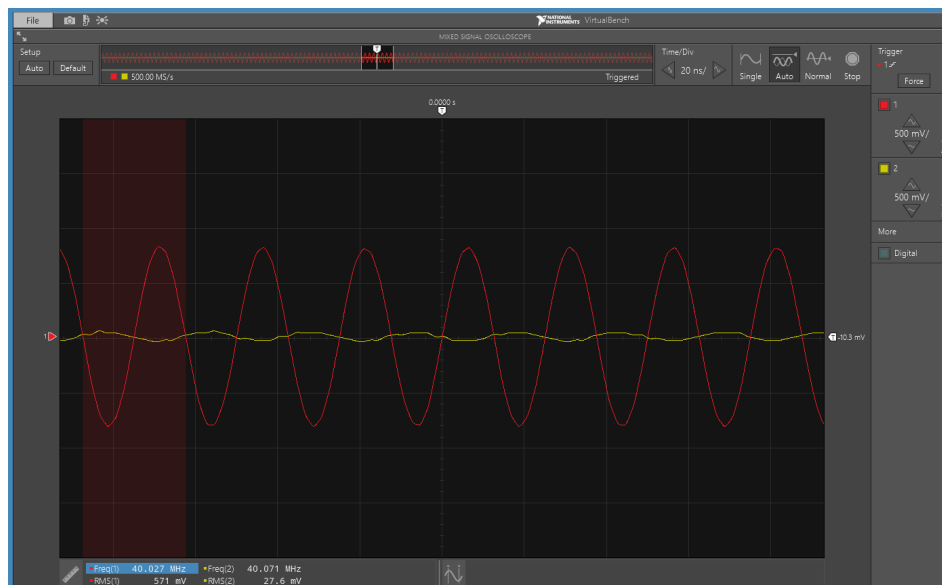 File
NATIONAL INSTRUMENTS VirtualBench
MIXED SIGNAL OSCILLOSCOPE
Setup
Auto Default
500.00 MS/s
Triggered
Time/Div
20 ns/
Single Auto Normal Stop
Trigger
1
Force
0.0000 s
T
1
500 mV/
2
500 mV/
More
Digital
1
T -10.3 mV
Freq(1) 40.027 MHz Freq(2) 40.071 MHz
RMS(1) 571 mV RMS(2) 27.6 mV